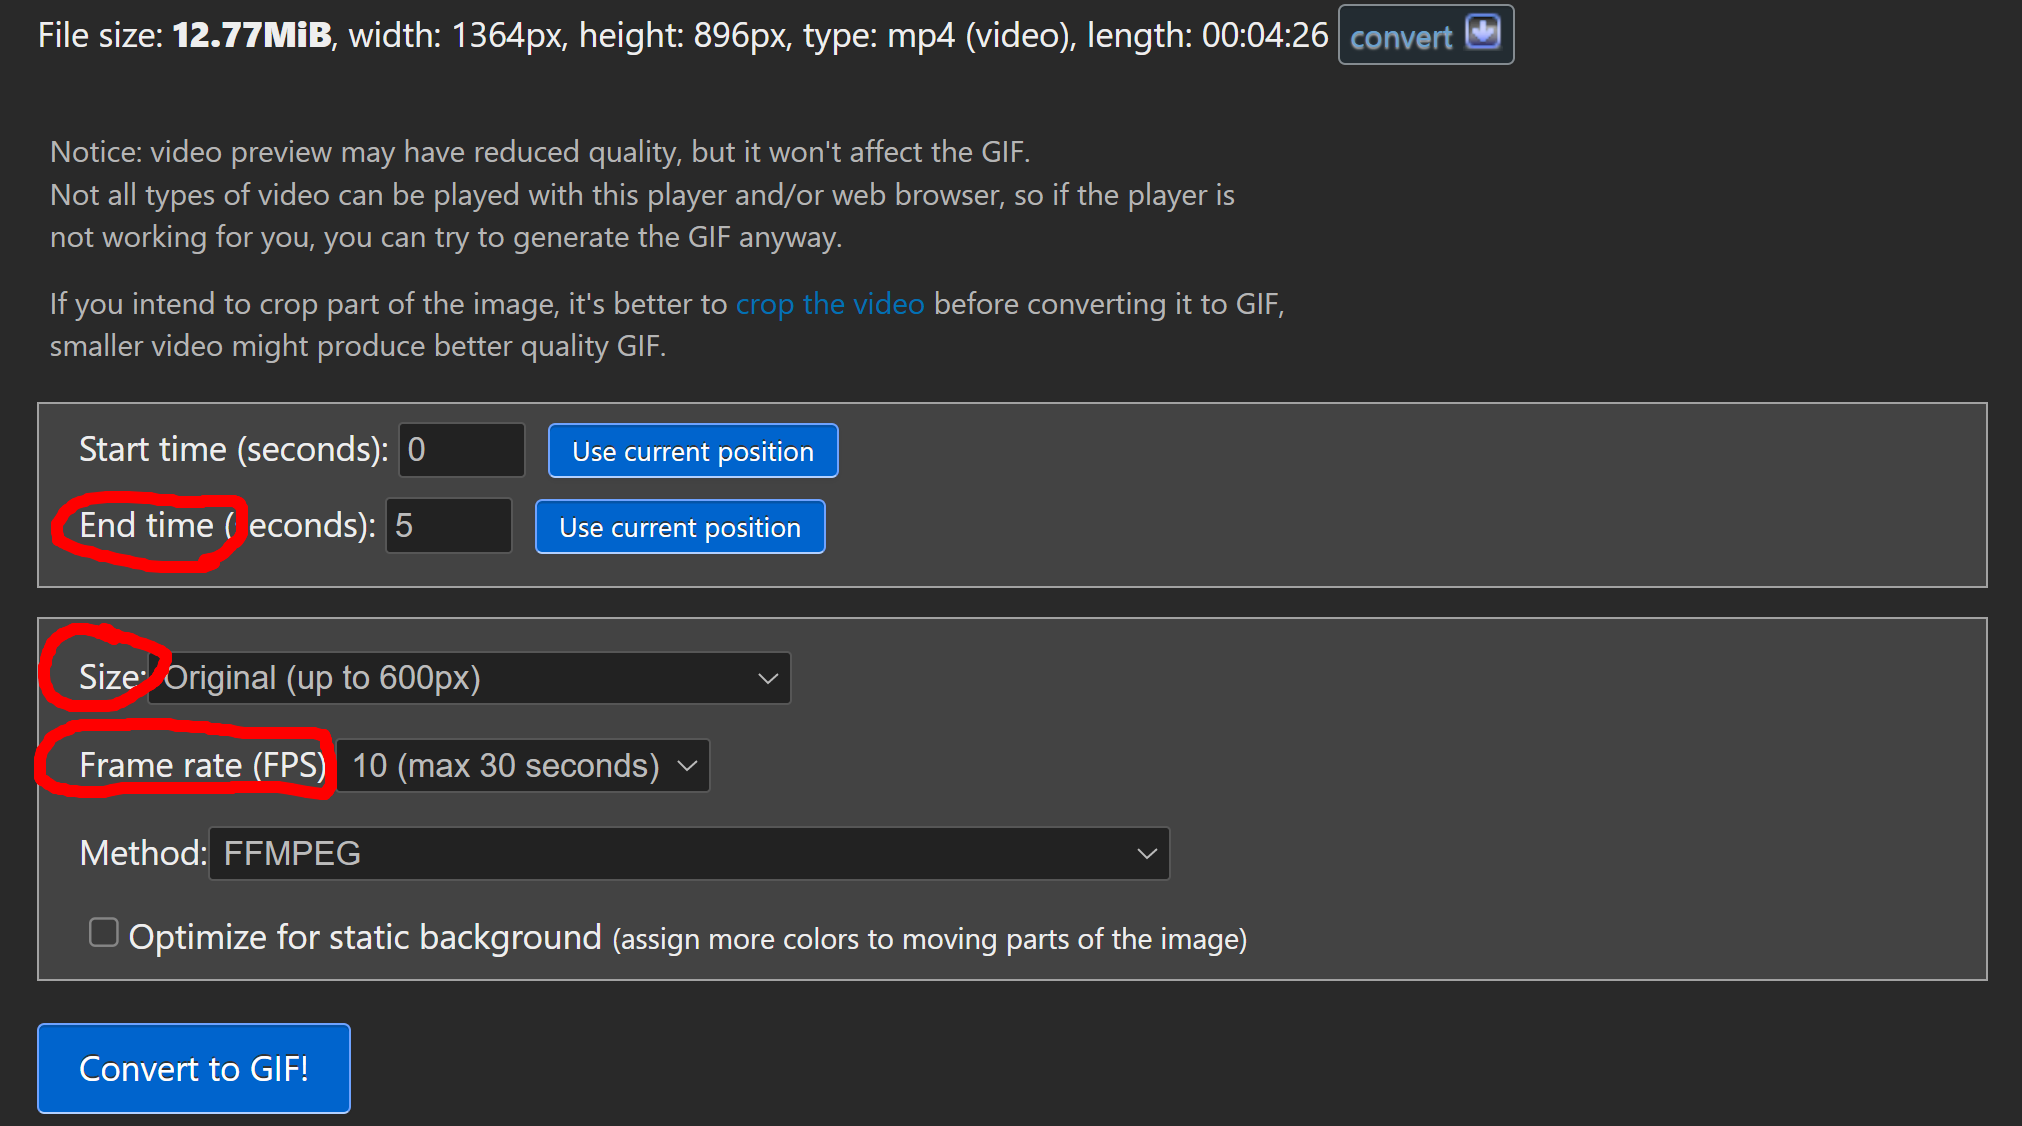 File size: 12.77MiB, width: 1364px, height: 896px, type: mp4 (video), length: 00:04:26 convert
Notice: video preview may have reduced quality, but it won't affect the GIF.
Not all types of video can be played with this player and/or web browser, so if the player is
not working for you, you can try to generate the GIF anyway.
If you intend to crop part of the image, it's better to crop the video before converting it to GIF,
smaller video might produce better quality GIF.
Start time (seconds): 0 Use current position
End time (seconds): 5 Use current position
Size: Original (up to 600px)
Frame rate (FPS) 10 (max 30 seconds)
Method: FFMPEG
Optimize for static background (assign more colors to moving parts of the image)
Convert to GIF!